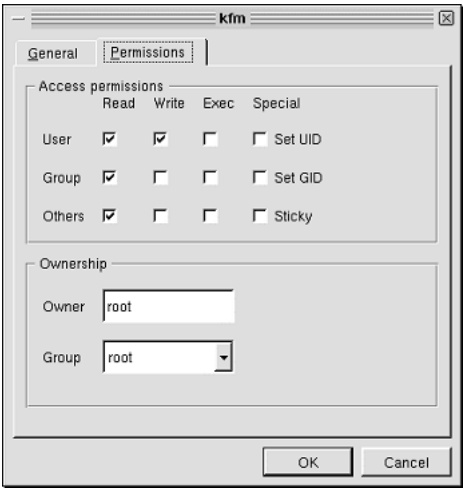 kfm
General Permissions
Access permissions
Read Write Exec Special
User Set UID
Group Set GID
Others Sticky
Ownership
Owner root
Group root
OK Cancel